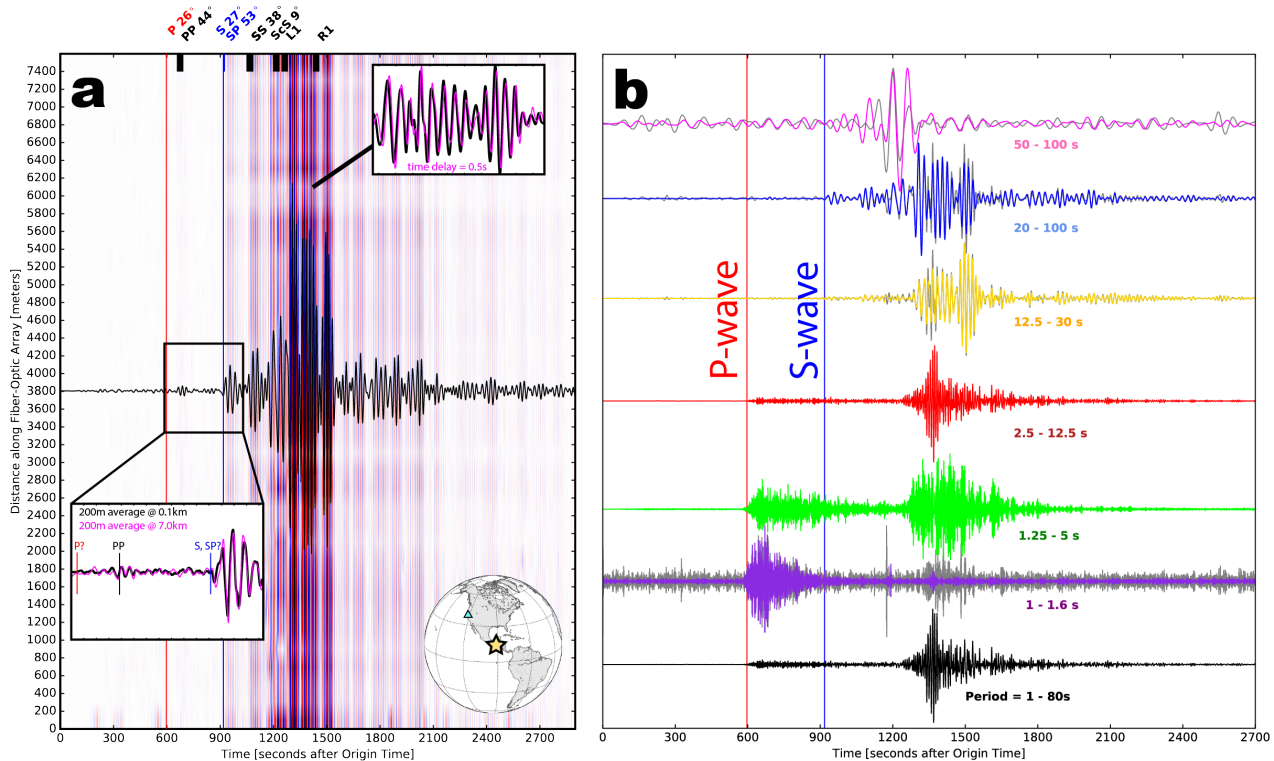 P 26°
PP 44°
S 27°
SP 53°
SS 38°
ScS 9°
L1
R1
a
7400
7200
7000
6800
6600
6400
6200
6000
5800
5600
5400
5200
5000
4800
4600
4400
4200
4000
3800
3600
3400
3200
3000
2800
2600
2400
2200
2000
1800
1600
1400
1200
1000
800
600
400
200
0
Distance along Fiber-Optic Array [meters]
time delay = 0.5s
200m average @ 0.1km
200m average @ 7.0km
P?
PP
S, SP?
0 300 600 900 1200 1500 1800 2100 2400 2700
Time [seconds after Origin Time]
b
50 - 100 s
20 - 100 s
P-wave
S-wave
12.5 - 30 s
2.5 - 12.5 s
1.25 - 5 s
1 - 1.6 s
Period = 1 - 80s
0 300 600 900 1200 1500 1800 2100 2400 2700
Time [seconds after Origin Time]